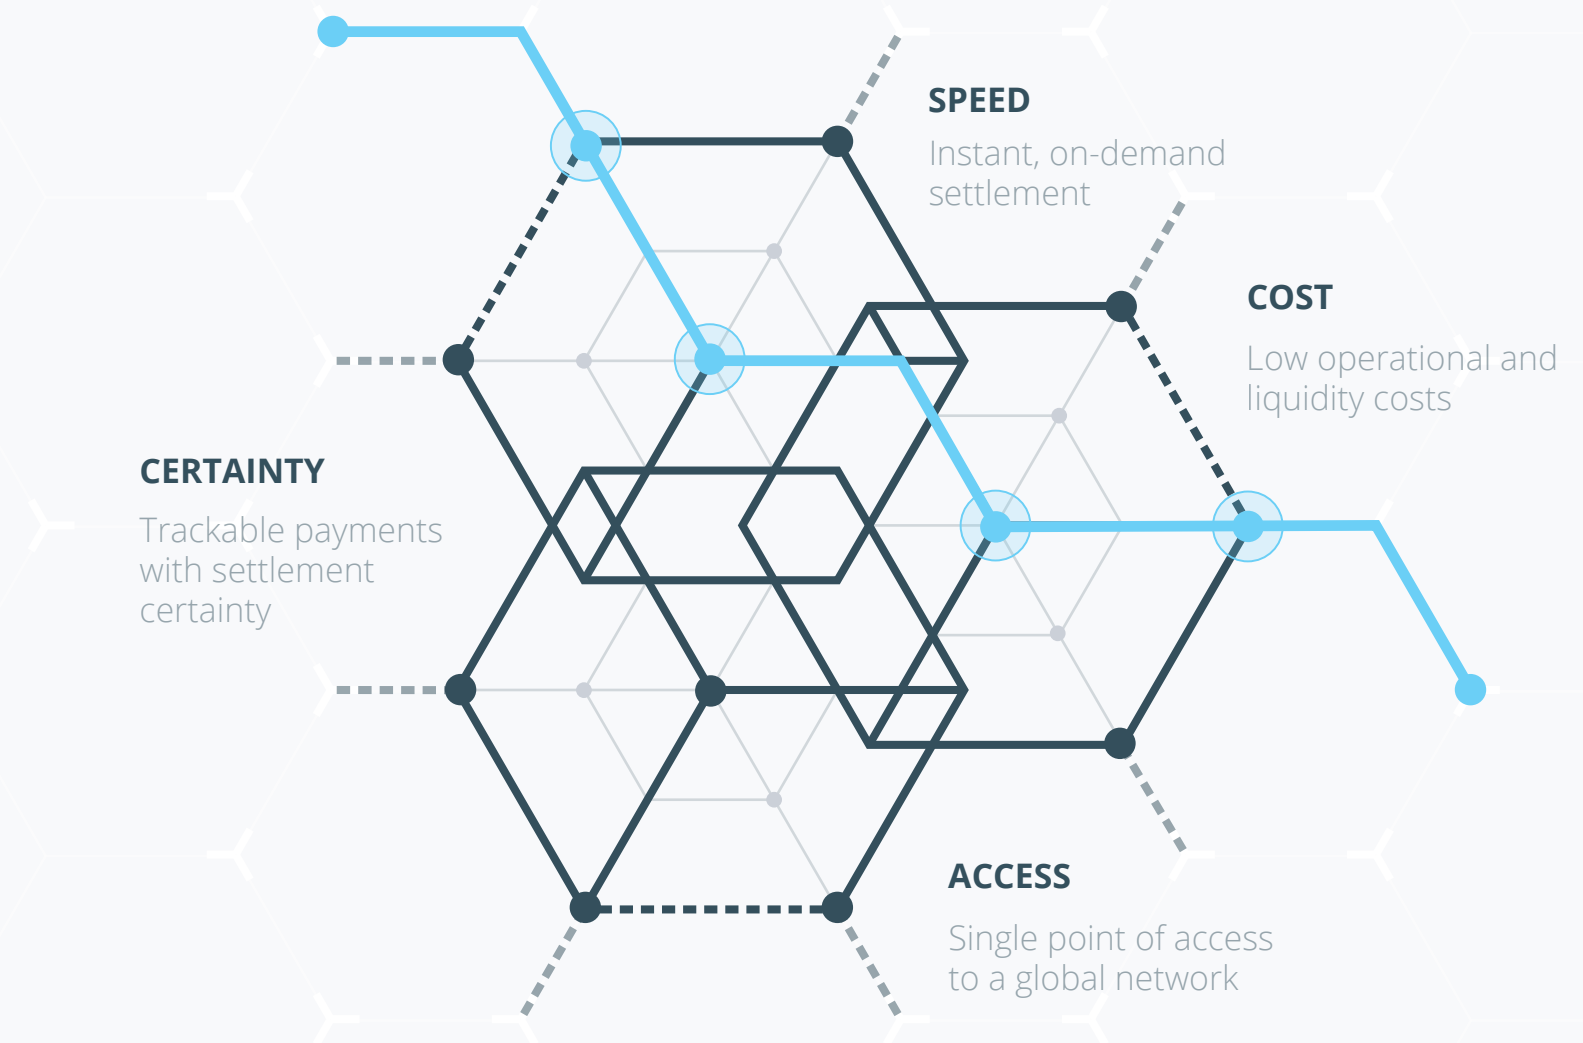 SPEED
Instant, on-demand
settlement
COST
Low operational and
liquidity costs
CERTAINTY
Trackable payments
with settlement
certainty
ACCESS
Single point of access
to a global network